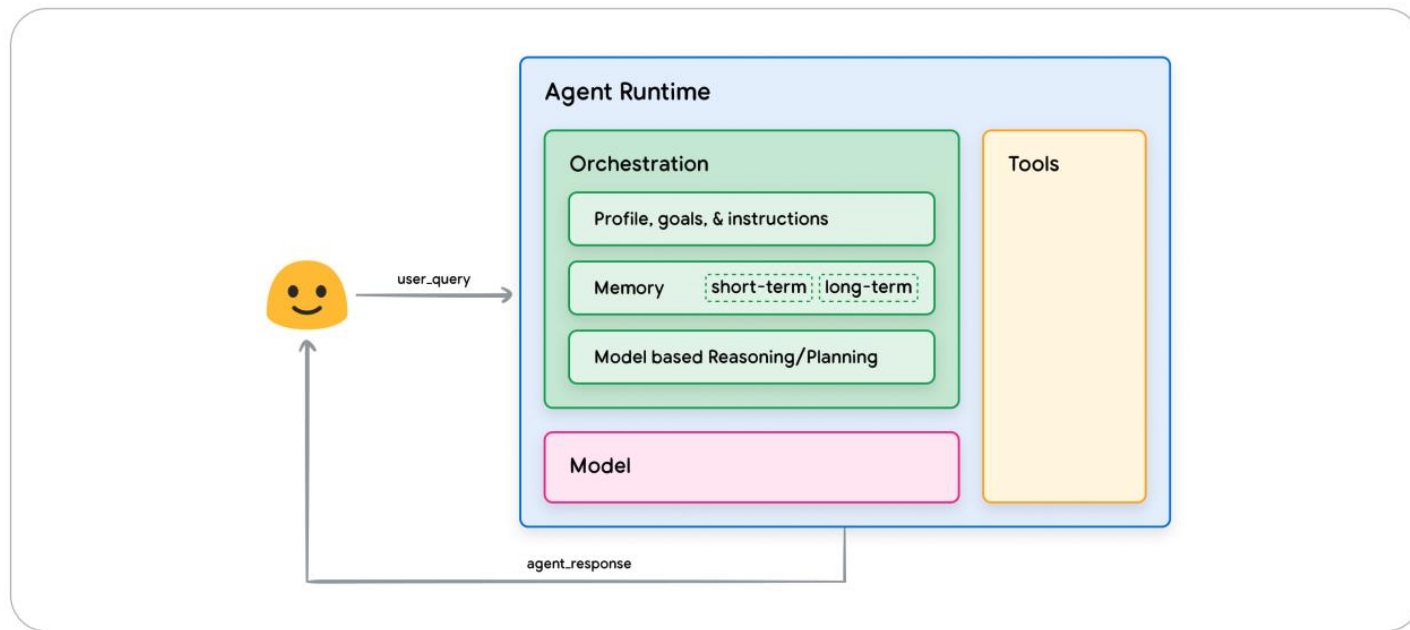 Agent Runtime
Orchestration
Tools
Profile, goals, & instructions
user_query
Memory short-term long-term
Model based Reasoning/Planning
Model
agent_response